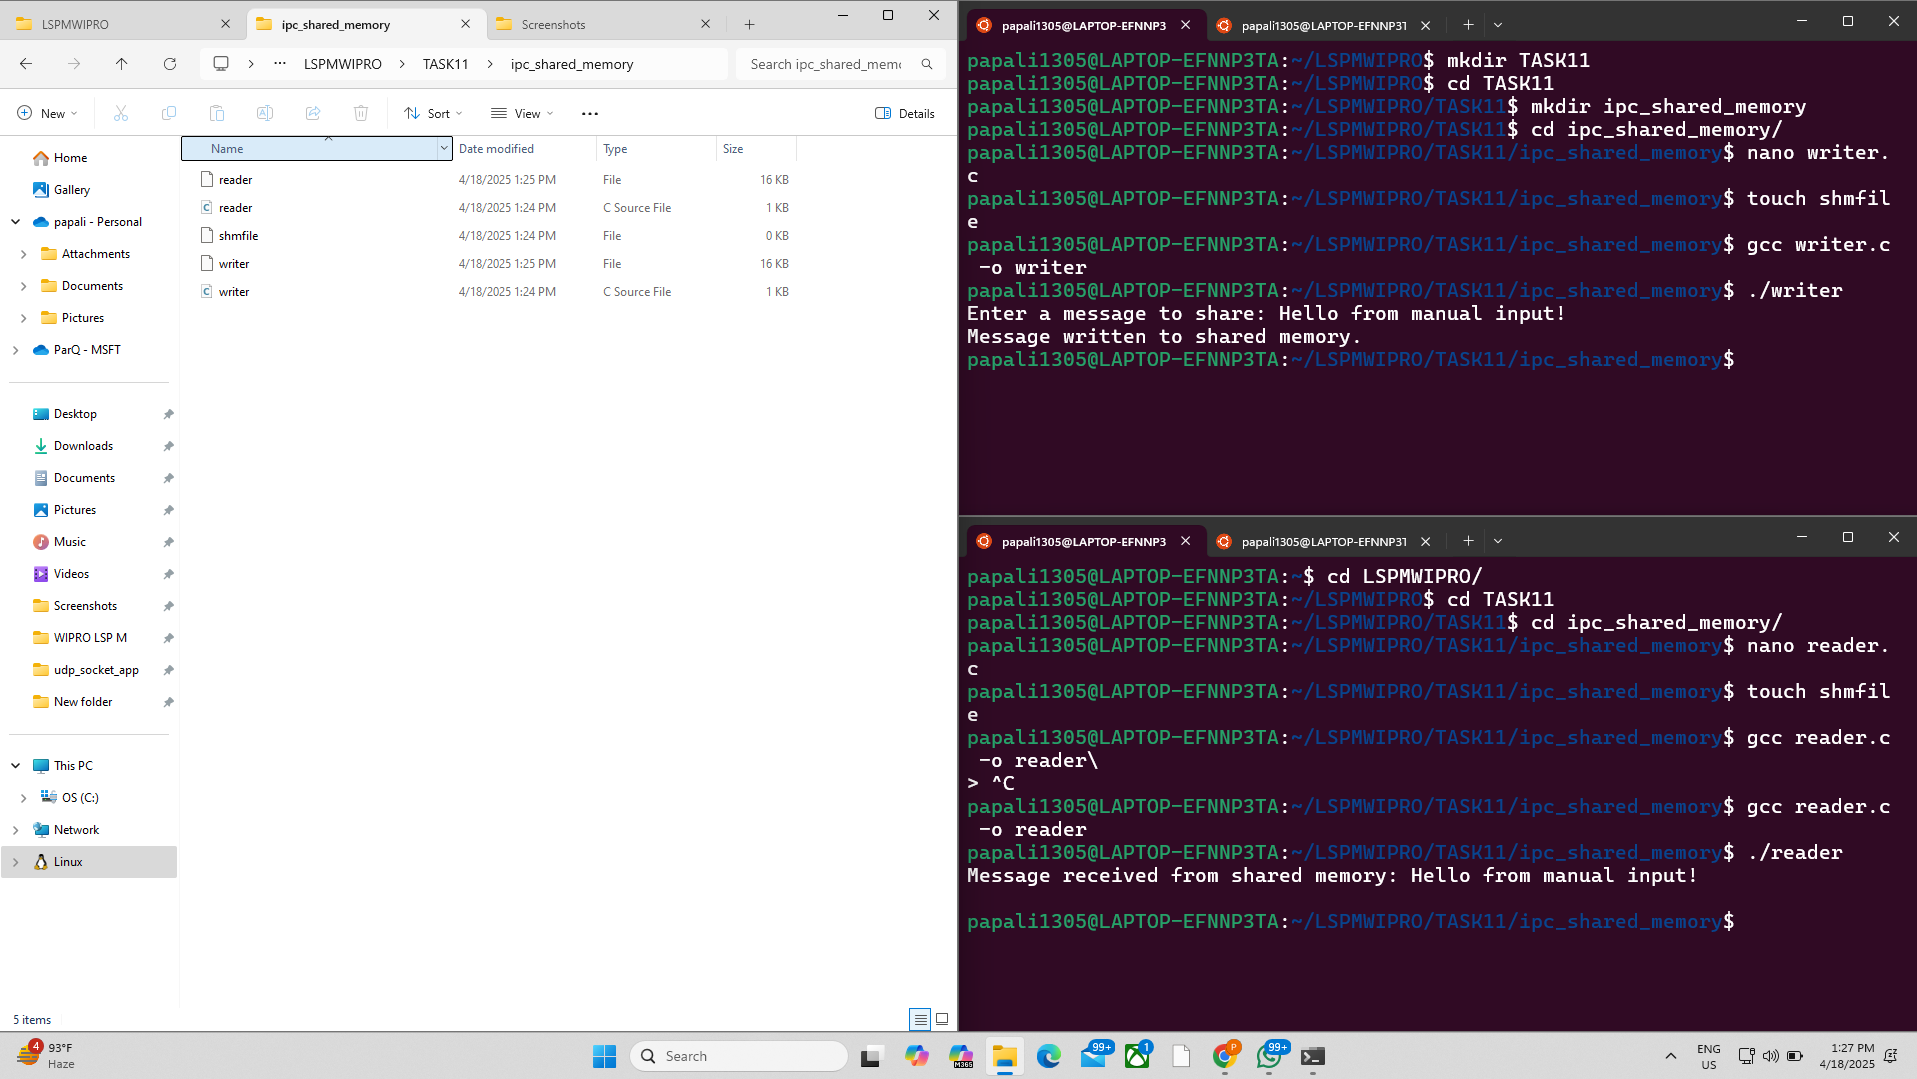 LSPMWIPRO
ipc_shared_memory
Screenshots
LSPMWIPRO
TASK11
ipc_shared_memory
Search ipc_shared_memo
New
Sort
View
Details
Name
Date modified
Type
Size
reader 4/18/2025 1:25 PM File 16 KB
reader 4/18/2025 1:24 PM C Source File 1 KB
shmfile 4/18/2025 1:24 PM File 0 KB
writer 4/18/2025 1:25 PM File 16 KB
writer 4/18/2025 1:24 PM C Source File 1 KB
Home
Gallery
papali - Personal
Attachments
Documents
Pictures
ParQ - MSFT
Desktop
Downloads
Documents
Pictures
Music
Videos
Screenshots
WIPRO LSP M
udp_socket_app
New folder
This PC
OS (C:)
Network
Linux
5 items
papali1305@LAPTOP-EFNNP3
papali1305@LAPTOP-EFNNP3T
papali1305@LAPTOP-EFNNP3TA:~/LSPMWIPRO$ mkdir TASK11
papali1305@LAPTOP-EFNNP3TA:~/LSPMWIPRO$ cd TASK11
papali1305@LAPTOP-EFNNP3TA:~/LSPMWIPRO/TASK11$ mkdir ipc_shared_memory
papali1305@LAPTOP-EFNNP3TA:~/LSPMWIPRO/TASK11$ cd ipc_shared_memory/
papali1305@LAPTOP-EFNNP3TA:~/LSPMWIPRO/TASK11/ipc_shared_memory$ nano writer.
c
papali1305@LAPTOP-EFNNP3TA:~/LSPMWIPRO/TASK11/ipc_shared_memory$ touch shmfil
e
papali1305@LAPTOP-EFNNP3TA:~/LSPMWIPRO/TASK11/ipc_shared_memory$ gcc writer.c
-o writer
papali1305@LAPTOP-EFNNP3TA:~/LSPMWIPRO/TASK11/ipc_shared_memory$ ./writer
Enter a message to share: Hello from manual input!
Message written to shared memory.
papali1305@LAPTOP-EFNNP3TA:~/LSPMWIPRO/TASK11/ipc_shared_memory$
papali1305@LAPTOP-EFNNP3
papali1305@LAPTOP-EFNNP3T
papali1305@LAPTOP-EFNNP3TA:~$ cd LSPMWIPRO/
papali1305@LAPTOP-EFNNP3TA:~/LSPMWIPRO$ cd TASK11
papali1305@LAPTOP-EFNNP3TA:~/LSPMWIPRO/TASK11$ cd ipc_shared_memory/
papali1305@LAPTOP-EFNNP3TA:~/LSPMWIPRO/TASK11/ipc_shared_memory$ nano reader.
c
papali1305@LAPTOP-EFNNP3TA:~/LSPMWIPRO/TASK11/ipc_shared_memory$ touch shmfil
e
papali1305@LAPTOP-EFNNP3TA:~/LSPMWIPRO/TASK11/ipc_shared_memory$ gcc reader.c
-o reader\
> ^C
papali1305@LAPTOP-EFNNP3TA:~/LSPMWIPRO/TASK11/ipc_shared_memory$ gcc reader.c
-o reader
papali1305@LAPTOP-EFNNP3TA:~/LSPMWIPRO/TASK11/ipc_shared_memory$ ./reader
Message received from shared memory: Hello from manual input!
papali1305@LAPTOP-EFNNP3TA:~/LSPMWIPRO/TASK11/ipc_shared_memory$
4
93°F
Haze
Search
M365
99+
1
P
99+
ENG
US
1:27 PM
4/18/2025